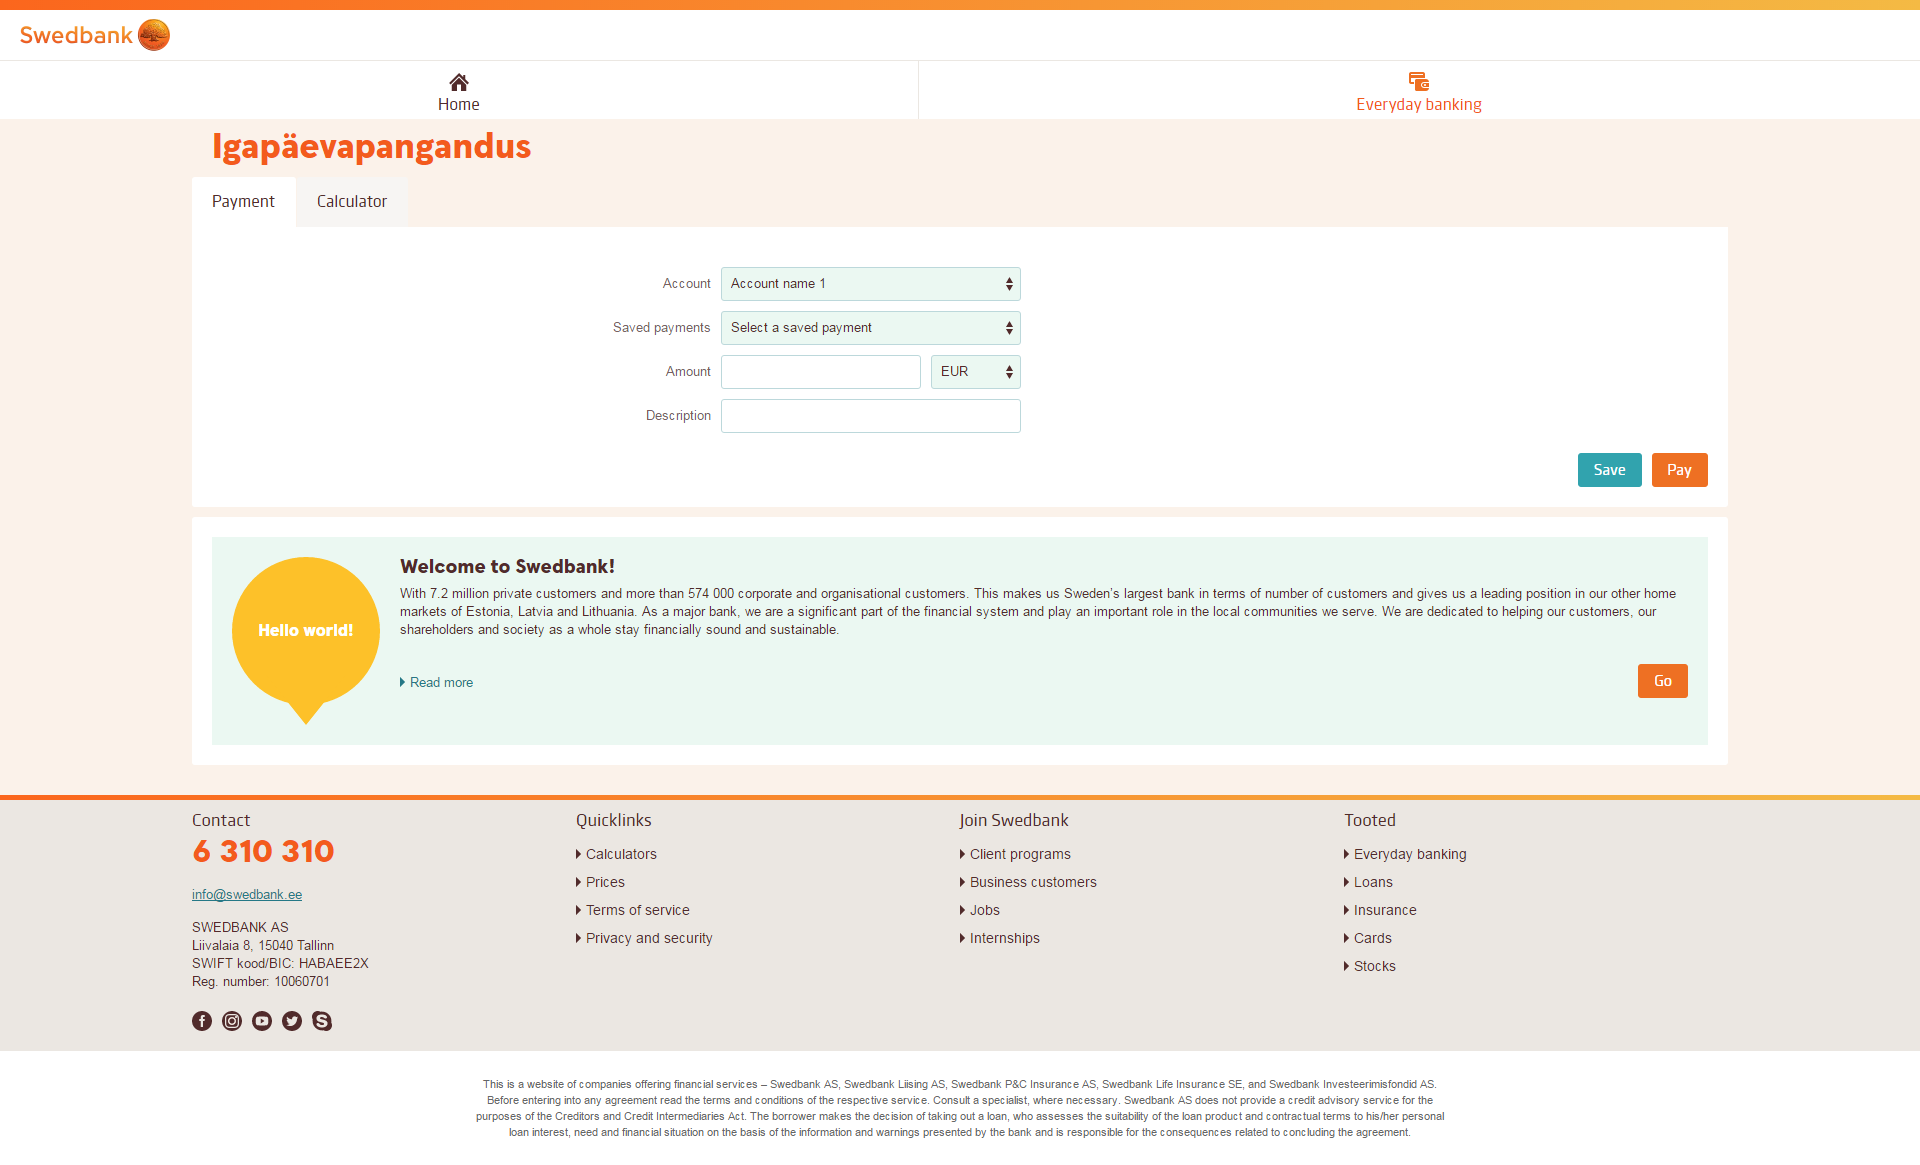 Swedbank
Home
Everyday banking
Igapäevapangandus
Payment
Calculator
Account
Account name 1
Saved payments
Select a saved payment
Amount
EUR
Description
Save
Pay
Hello world!
Welcome to Swedbank!
With 7.2 million private customers and more than 574 000 corporate and organisational customers. This makes us Sweden's largest bank in terms of number of customers and gives us a leading position in our other home
markets of Estonia, Latvia and Lithuania. As a major bank, we are a significant part of the financial system and play an important role in the local communities we serve. We are dedicated to helping our customers, our
shareholders and society as a whole stay financially sound and sustainable.
Read more
Go
Contact
6 310 310
info@swedbank.ee
SWEDBANK AS
Liivalaia 8, 15040 Tallinn
SWIFT kood/BIC: HABAEE2X
Reg. number: 10060701
Quicklinks
Calculators
Prices
Terms of service
Privacy and security
Join Swedbank
Client programs
Business customers
Jobs
Internships
Tooted
Everyday banking
Loans
Insurance
Cards
Stocks
This is a website of companies offering financial services – Swedbank AS, Swedbank Liising AS, Swedbank P&C Insurance AS, Swedbank Life Insurance SE, and Swedbank Investeerimisfondid AS.
Before entering into any agreement read the terms and conditions of the respective service. Consult a specialist, where necessary. Swedbank AS does not provide a credit advisory service for the
purposes of the Creditors and Credit Intermediaries Act. The borrower makes the decision of taking out a loan, who assesses the suitability of the loan product and contractual terms to his/her personal
loan interest, need and financial situation on the basis of the information and warnings presented by the bank and is responsible for the consequences related to concluding the agreement.